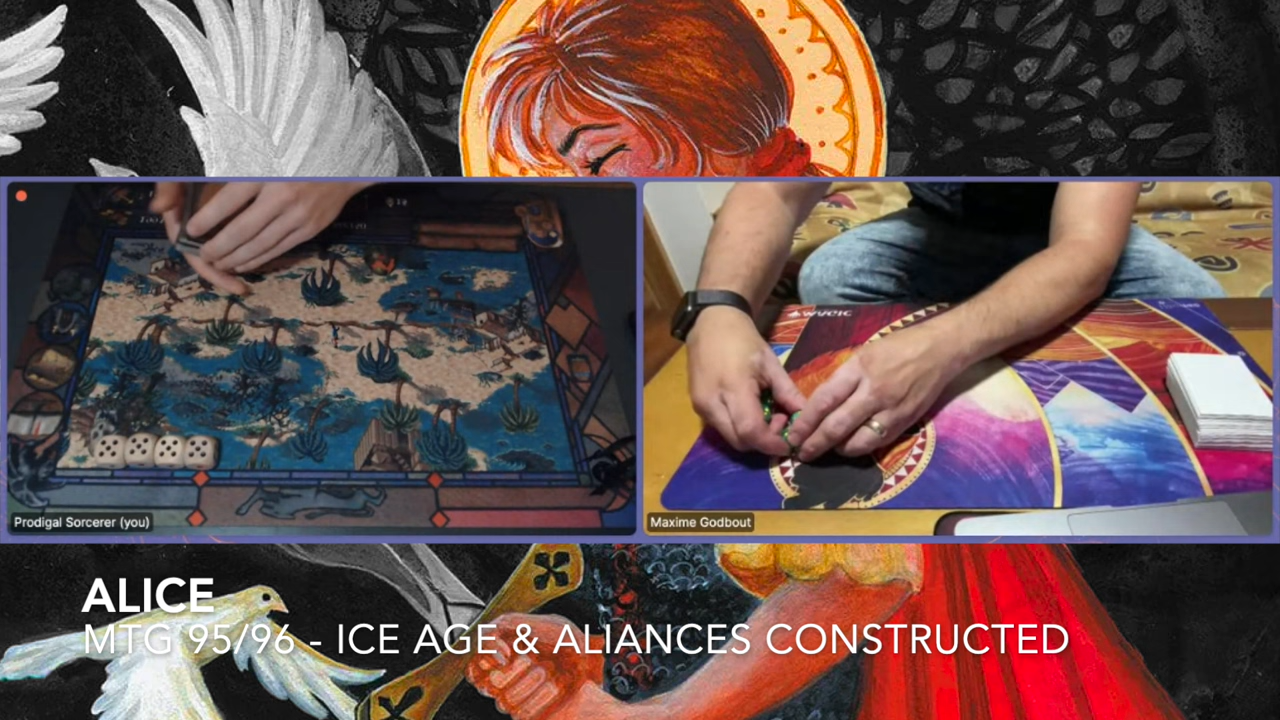 Prodigal Sorcerer (you)
Maxime Godbout
ALICE
MTG 95/96 - ICE AGE & ALIANCES CONSTRUCTED